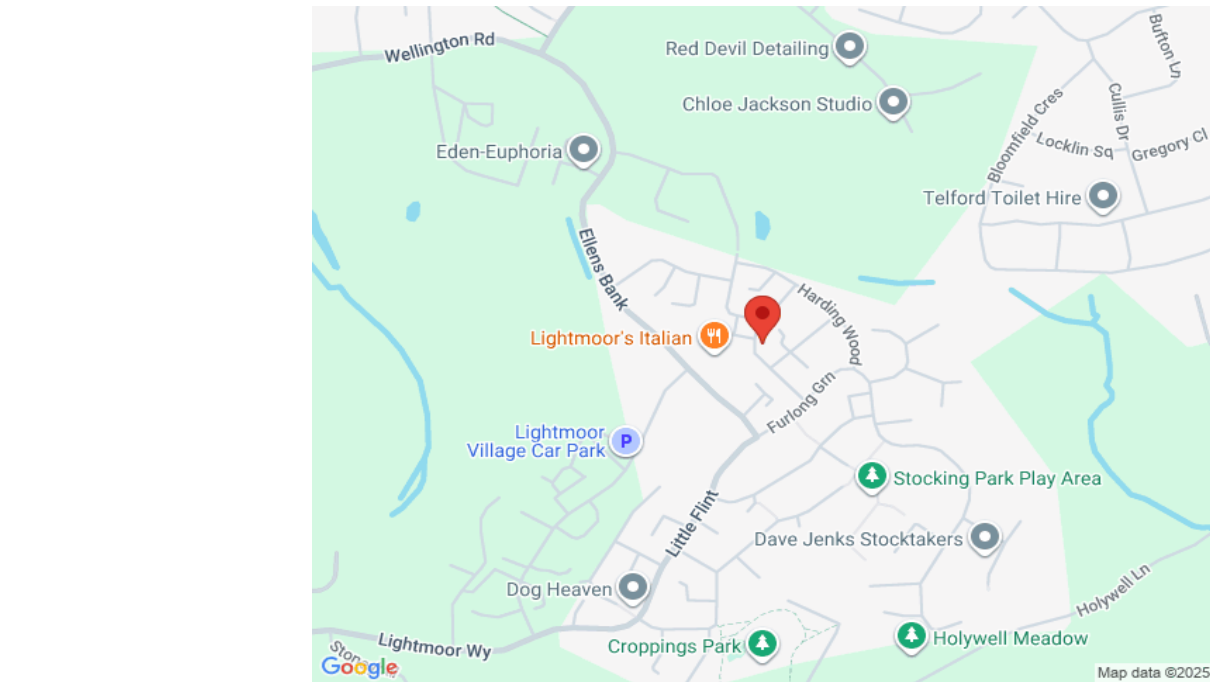 Wellington Rd
Red Devil Detailing
Bufton Ln
Chloe Jackson Studio
Cullis Dr
Bloomfield Cres
Locklin Sq
Gregory Cl
Eden-Euphoria
Telford Toilet Hire
Ellens Bank
Harding Wood
Lightmoor's Italian
Furlong Grn
Lightmoor
Village Car Park
P
Stocking Park Play Area
Little Flint
Dave Jenks Stocktakers
Dog Heaven
Holywell Ln
Lightmoor Wy
Croppings Park
Holywell Meadow
Google
Map data ©2025